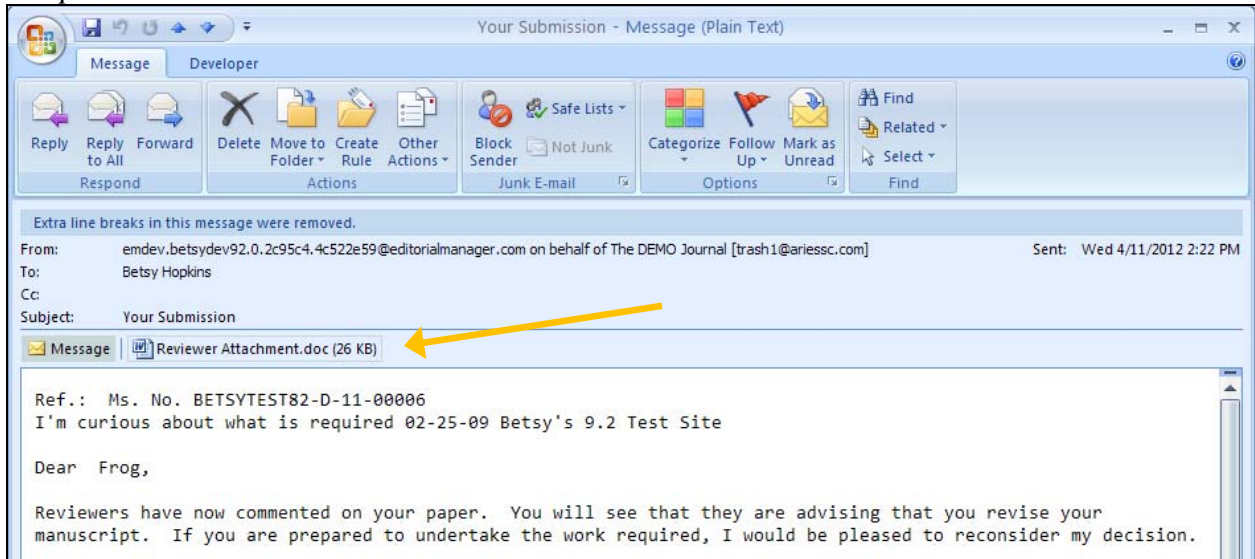 Your Submission - Message (Plain Text)
Message Developer
Reply Reply to All Forward Delete Move to Folder Create Rule Other Actions Block Sender Safe Lists Not Junk Categorize Follow Up Mark as Unread Find Related Select
Respond Actions Junk E-mail Options Find
Extra line breaks in this message were removed.
From: emdev.betsydev92.0.2c95c4.4c522e59@editorialmanager.com on behalf of The DEMO Journal [trash1@ariessc.com] Sent: Wed 4/11/2012 2:22 PM
To: Betsy Hopkins
Cc:
Subject: Your Submission
Message Reviewer Attachment.doc (26 KB)
Ref.: Ms. No. BETSYTEST82-D-11-00006
I'm curious about what is required 02-25-09 Betsy's 9.2 Test Site
Dear Frog,
Reviewers have now commented on your paper. You will see that they are advising that you revise your
manuscript. If you are prepared to undertake the work required, I would be pleased to reconsider my decision.